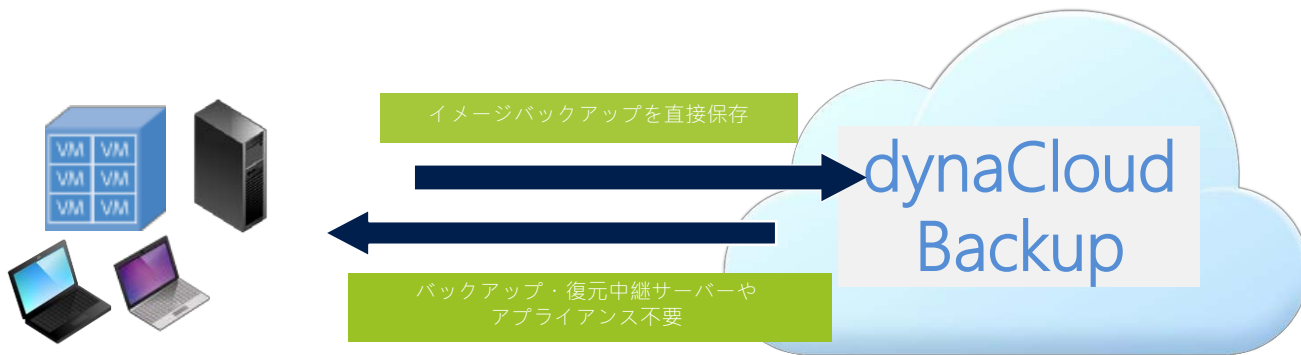 イメージバックアップを直接保存
VM VM
VM VM
VM VM
dynaCloud
Backup
バックアップ・復元中継サーバーや
アプライアンス不要